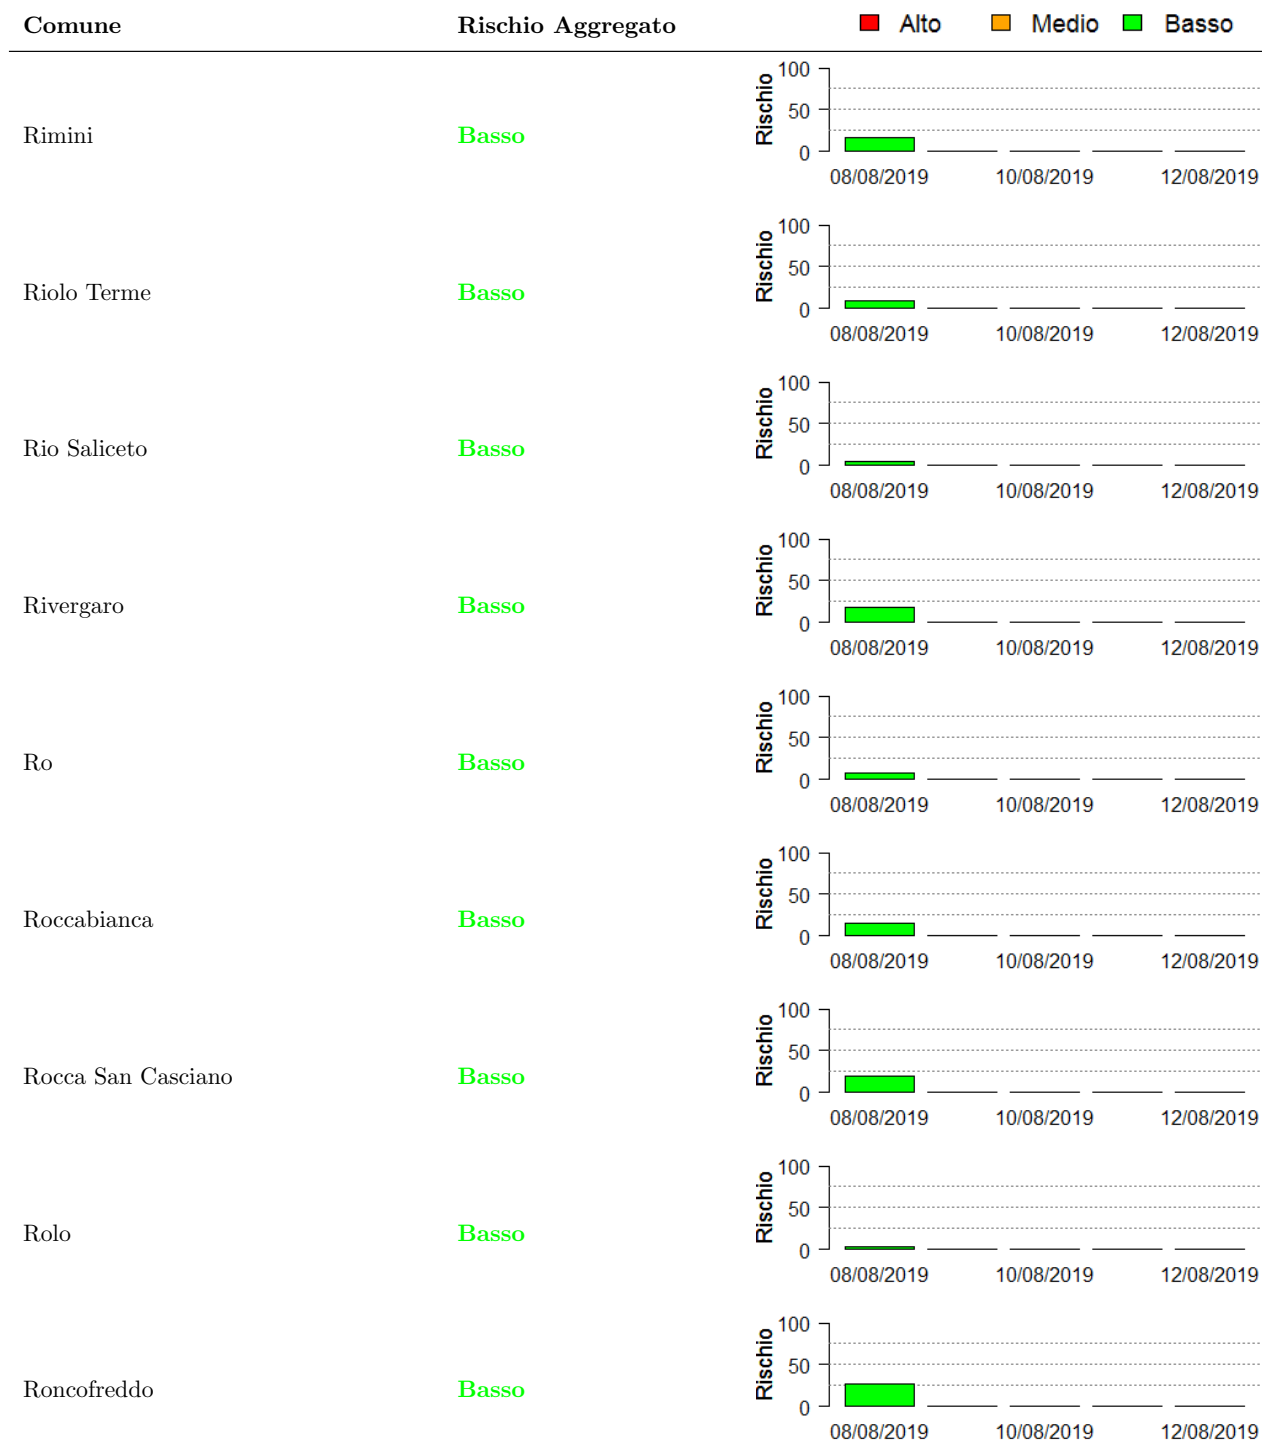 Comune Rischio Aggregato Alto Medio Basso
100
50
0
Rischio
Rimini Basso
08/08/2019 10/08/2019 12/08/2019
100
50
0
Rischio
Riolo Terme Basso
08/08/2019 10/08/2019 12/08/2019
100
50
0
Rischio
Rio Saliceto Basso
08/08/2019 10/08/2019 12/08/2019
100
50
0
Rischio
Rivergaro Basso
08/08/2019 10/08/2019 12/08/2019
100
50
0
Rischio
Ro Basso
08/08/2019 10/08/2019 12/08/2019
100
50
0
Rischio
Roccabianca Basso
08/08/2019 10/08/2019 12/08/2019
100
50
0
Rischio
Rocca San Casciano Basso
08/08/2019 10/08/2019 12/08/2019
100
50
0
Rischio
Rolo Basso
08/08/2019 10/08/2019 12/08/2019
100
50
0
Rischio
Roncofreddo Basso
08/08/2019 10/08/2019 12/08/2019